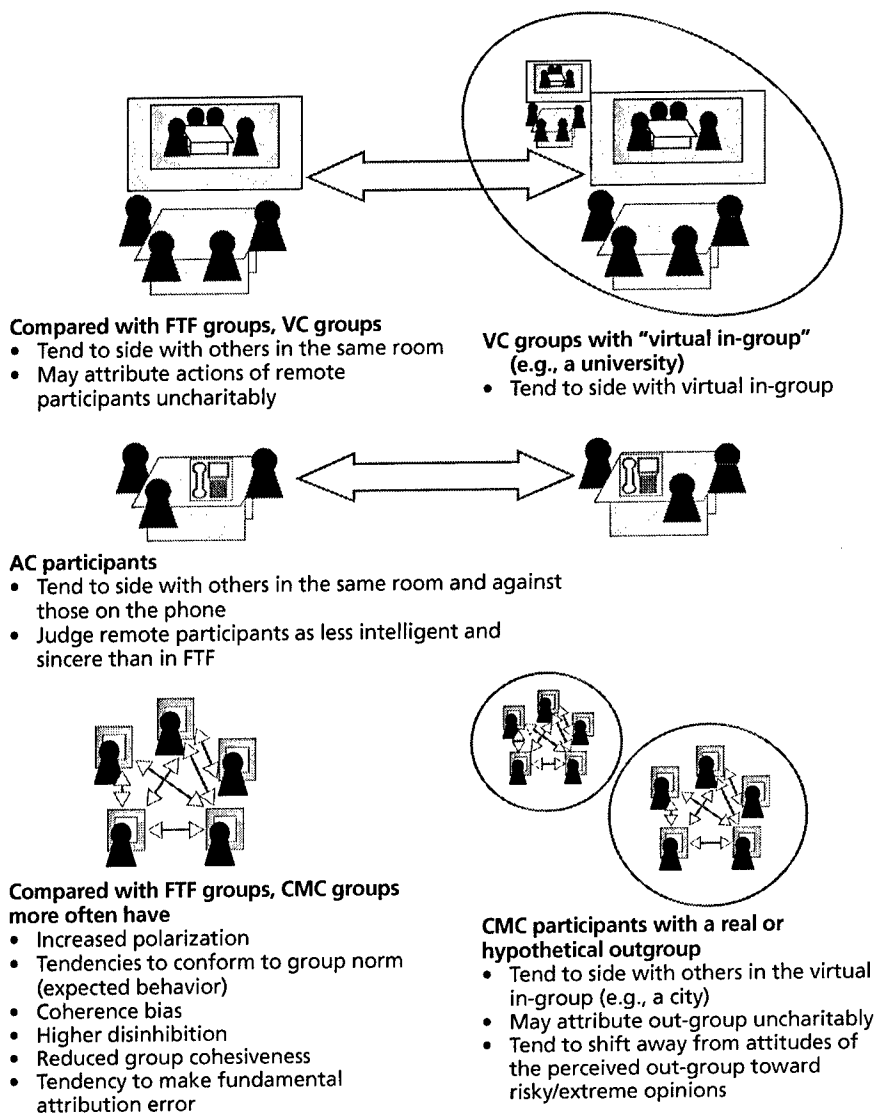 Compared with FTF groups, VC groups
• Tend to side with others in the same room
• May attribute actions of remote
participants uncharitably
VC groups with “virtual in-group”
(e.g., a university)
• Tend to side with virtual in-group
AC participants
• Tend to side with others in the same room and against
those on the phone
• Judge remote participants as less intelligent and
sincere than in FTF
Compared with FTF groups, CMC groups
more often have
• Increased polarization
• Tendencies to conform to group norm
(expected behavior)
• Coherence bias
• Higher disinhibition
• Reduced group cohesiveness
• Tendency to make fundamental
attribution error
CMC participants with a real or
hypothetical outgroup
• Tend to side with others in the virtual
in-group (e.g., a city)
• May attribute out-group uncharitably
• Tend to shift away from attitudes of
the perceived out-group toward
risky/extreme opinions